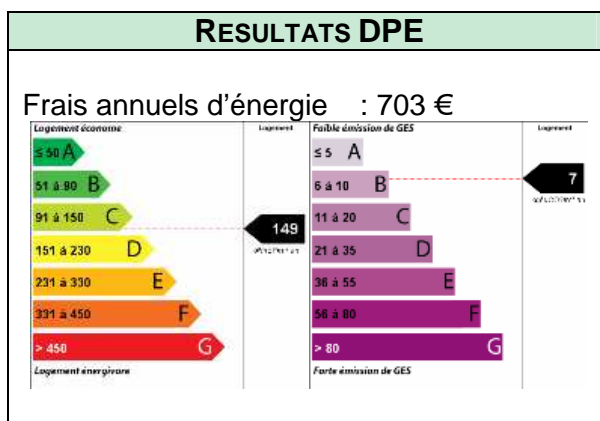 RESULTATS DPE
Frais annuels d'énergie : 703 €
Logement économe
Logement
≤ 50 A
51 à 90 B
91 à 150 C
151 à 230 D
231 à 330 E
331 à 450 F
> 450 G
149
Logement énergivore
Faible émission de GES
Logement
≤ 5 A
6 à 10 B
11 à 20 C
21 à 35 D
36 à 55 E
56 à 80 F
> 80 G
7
Forte émission de GES